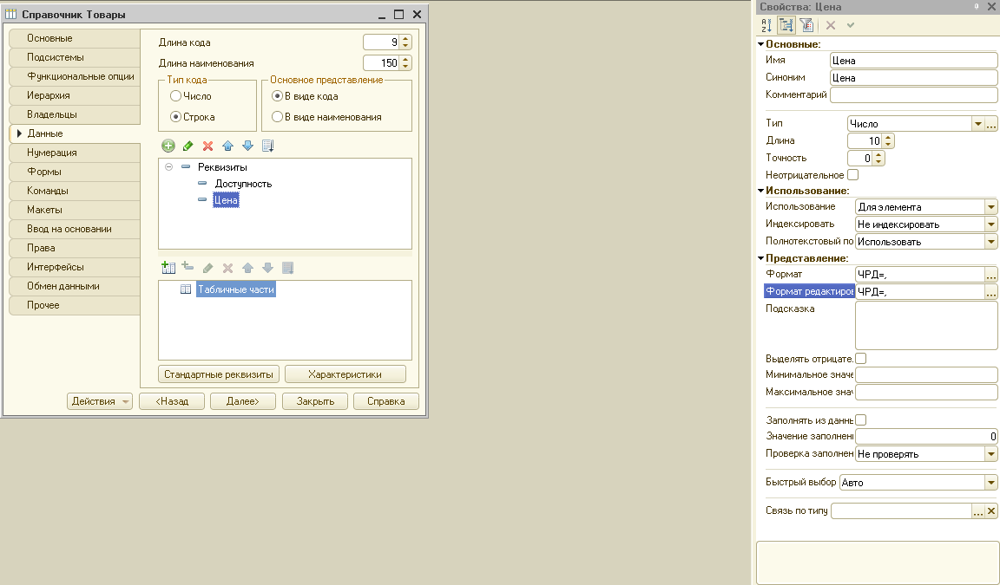 Справочник Товары
Основные
Подсистемы
Функциональные опции
Иерархия
Владельцы
Данные
Нумерация
Формы
Команды
Макеты
Ввод на основании
Права
Интерфейсы
Обмен данными
Прочее
Длина кода
9
Длина наименования
150
Тип кода
Число
Строка
Основное представление
В виде кода
В виде наименования
Реквизиты
Доступность
Цена
Табличные части
Стандартные реквизиты
Характеристики
Действия
<Назад
Далее>
Закрыть
Справка
Свойства: Цена
Основные:
Имя
Цена
Синоним
Цена
Комментарий
Тип
Число
...
Длина
10
Точность
0
Неотрицательное
Использование:
Использование
Для элемента
Индексировать
Не индексировать
Полнотекстовый по
Использовать
Представление:
Формат
ЧРД=,
...
Формат редактиров
ЧРД=,
...
Подсказка
Выделять отрицате.
Минимальное значе
Максимальное знач
Заполнять из даннь
Значение заполнени
0
Проверка заполнен
Не проверять
Быстрый выбор
Авто
Связь по типу
...